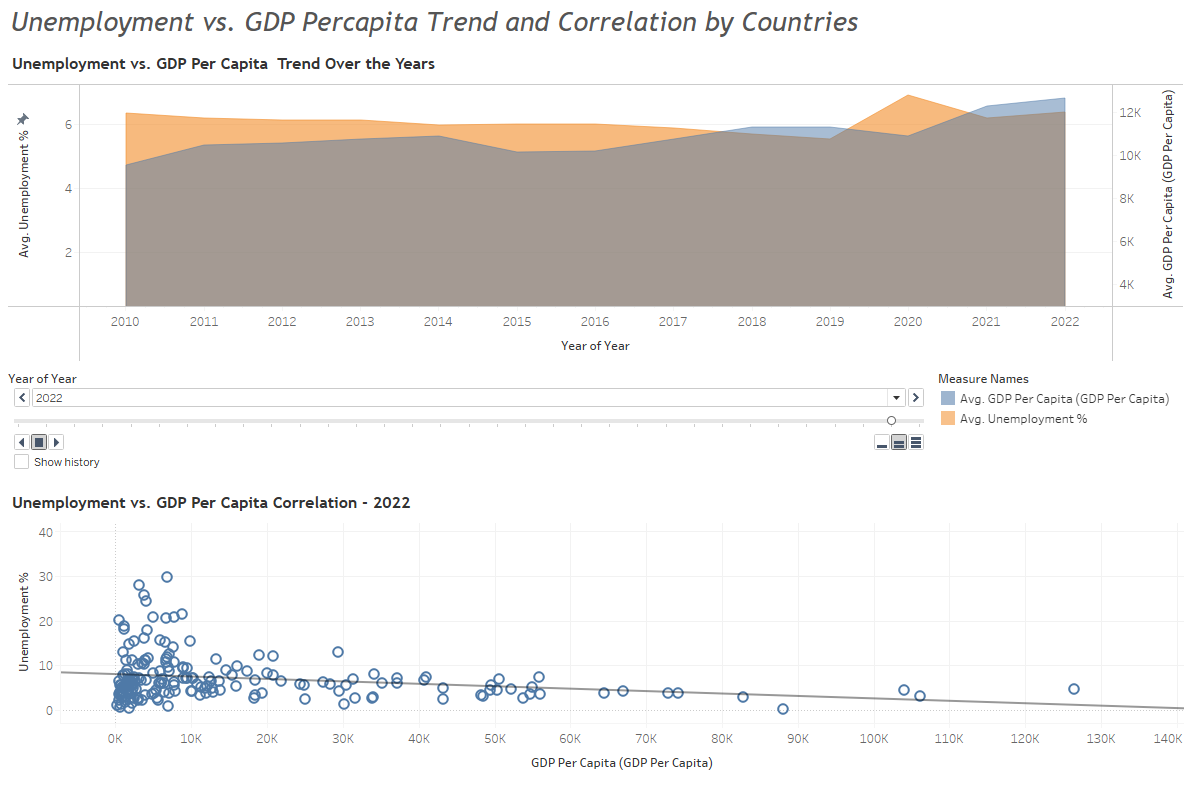 Unemployment vs. GDP Percapita Trend and Correlation by Countries
Unemployment vs. GDP Per Capita  Trend Over the Years
Avg. Unemployment %
6
4
2
12K
10K
8K
6K
4K
Avg. GDP Per Capita (GDP Per Capita)
2010 2011 2012 2013 2014 2015 2016 2017 2018 2019 2020 2021 2022
Year of Year
Year of Year
2022
Show history
Measure Names
Avg. GDP Per Capita (GDP Per Capita)
Avg. Unemployment %
Unemployment vs. GDP Per Capita Correlation - 2022
Unemployment %
40
30
20
10
0
0K 10K 20K 30K 40K 50K 60K 70K 80K 90K 100K 110K 120K 130K 140K
GDP Per Capita (GDP Per Capita)